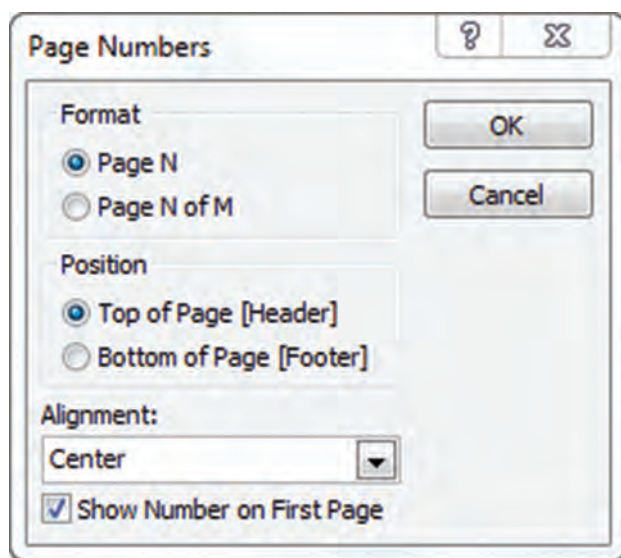 Page Numbers
Format
Page N
Page N of M
Position
Top of Page [Header]
Bottom of Page [Footer]
Alignment:
Center
Show Number on First Page
OK
Cancel